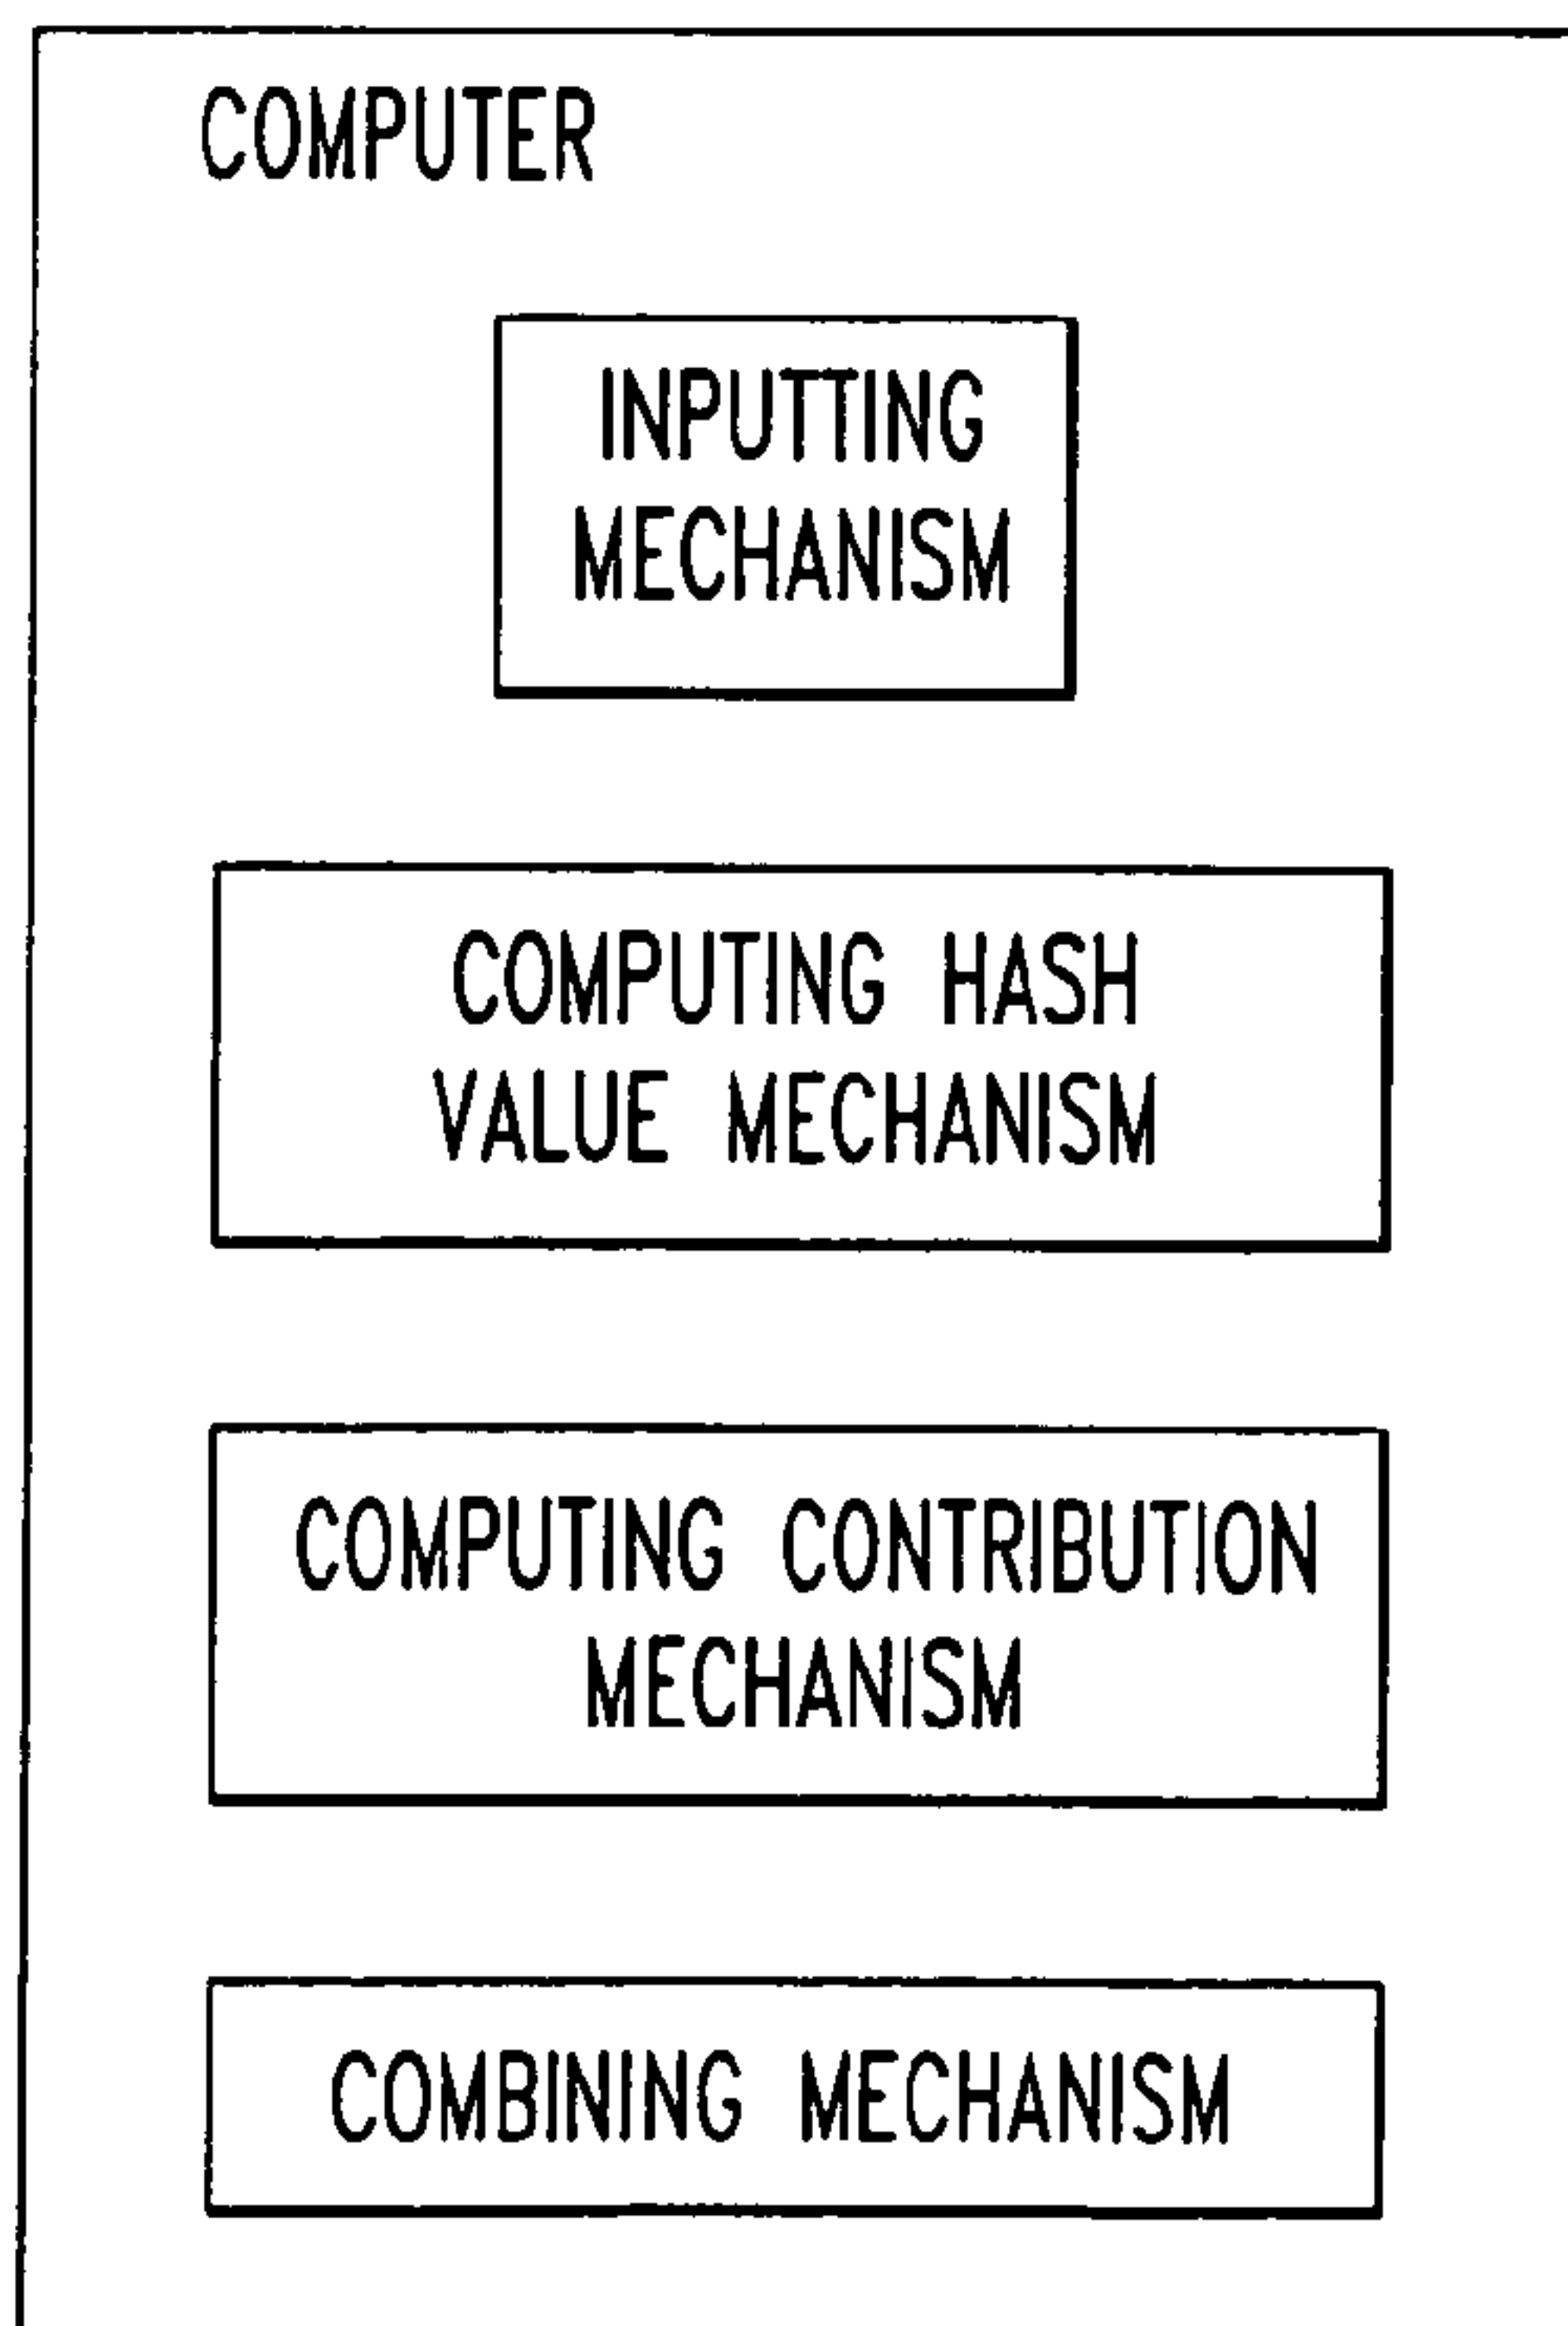 COMPUTER
INPUTTING
MECHANISM
COMPUTING HASH
VALUE MECHANISM
COMPUTING CONTRIBUTION
MECHANISM
COMBINING MECHANISM